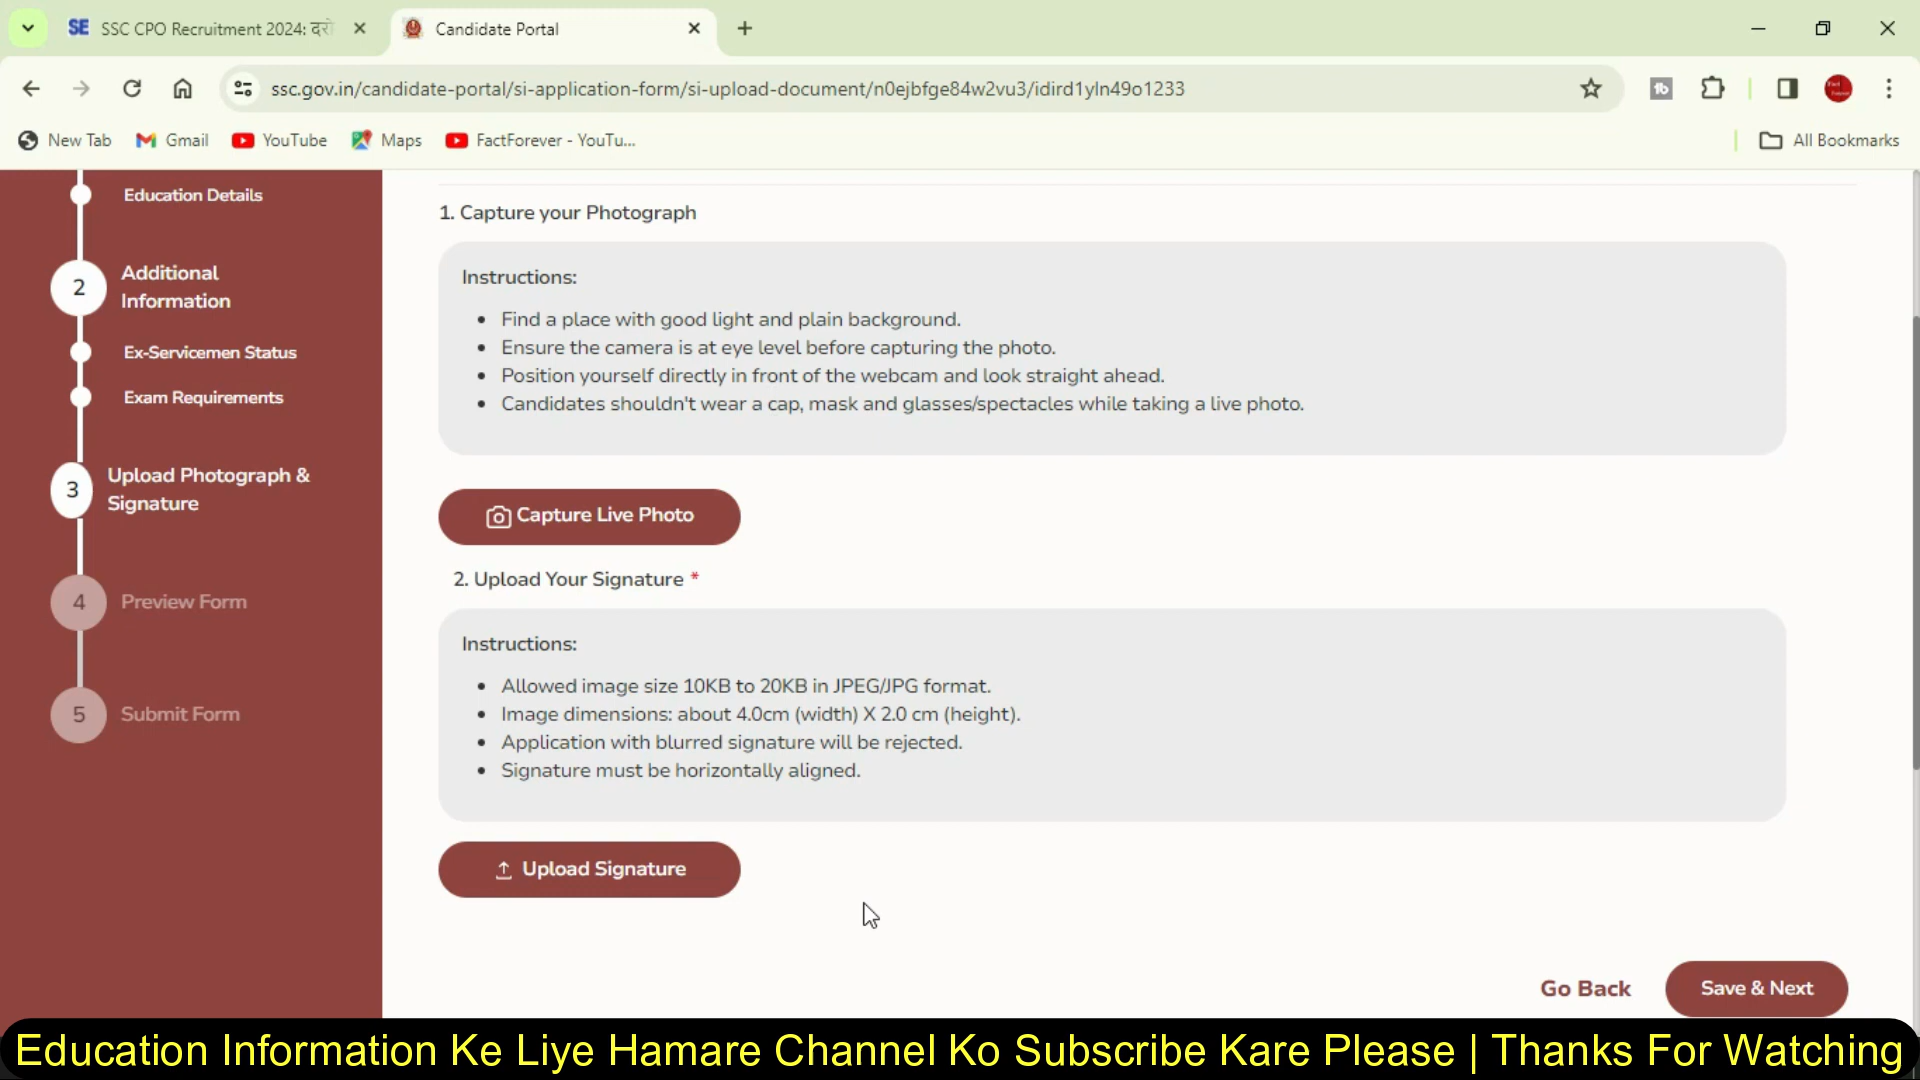 SE SSC CPO Recruitment 2024: दरो
Candidate Portal
ssc.gov.in/candidate-portal/si-application-form/si-upload-document/n0ejbfge84w2vu3/idird1yln49o1233
New Tab
Gmail
YouTube
Maps
FactForever - YouTu...
All Bookmarks
Education Details
2 Additional
Information
Ex-Servicemen Status
Exam Requirements
3 Upload Photograph &
Signature
4 Preview Form
5 Submit Form
1. Capture your Photograph
Instructions:
Find a place with good light and plain background.
Ensure the camera is at eye level before capturing the photo.
Position yourself directly in front of the webcam and look straight ahead.
Candidates shouldn't wear a cap, mask and glasses/spectacles while taking a live photo.
Capture Live Photo
2. Upload Your Signature *
Instructions:
Allowed image size 10KB to 20KB in JPEG/JPG format.
Image dimensions: about 4.0cm (width) X 2.0 cm (height).
Application with blurred signature will be rejected.
Signature must be horizontally aligned.
Upload Signature
Go Back
Save & Next
Education Information Ke Liye Hamare Channel Ko Subscribe Kare Please | Thanks For Watching